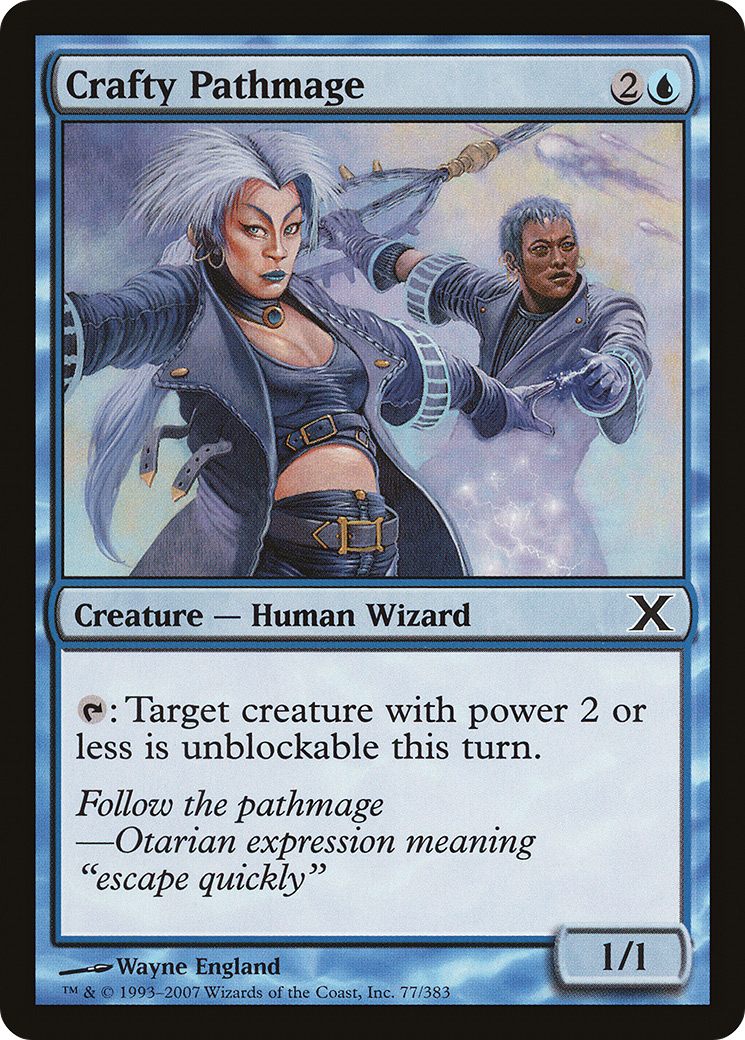 Crafty Pathmage
2
Creature — Human Wizard
X
: Target creature with power 2 or
less is unblockable this turn.
Follow the pathmage
—Otarian expression meaning
“escape quickly”
1/1
Wayne England
™ & © 1993–2007 Wizards of the Coast, Inc. 77/383